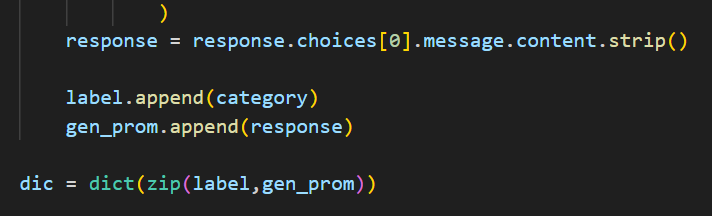 )
response = response.choices[0].message.content.strip()
label.append(category)
gen_prom.append(response)
dic = dict(zip(label,gen_prom))